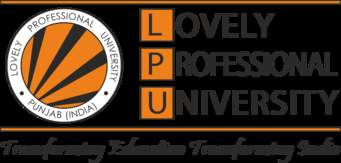 LOVELY PROFESSIONAL UNIVERSITY
PUNJAB (INDIA)
LOVELY
PROFESSIONAL
UNIVERSITY
Transforming Education Transforming India